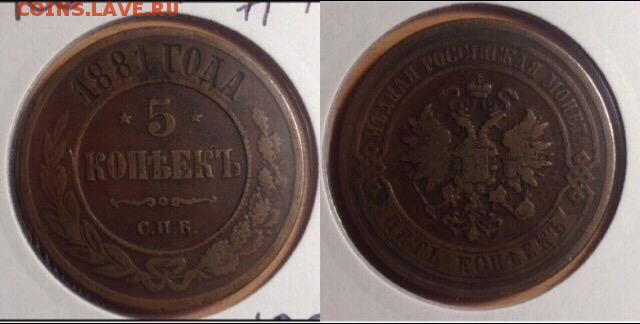 COINS.LAVE.RU
1881 ГОДА
5
КОПѢЕКЪ
С.П.Б.
МѢДНАЯ РОССІЙСКАЯ МОНЕТА
ПЯТЬ КОПѢЕКЪ